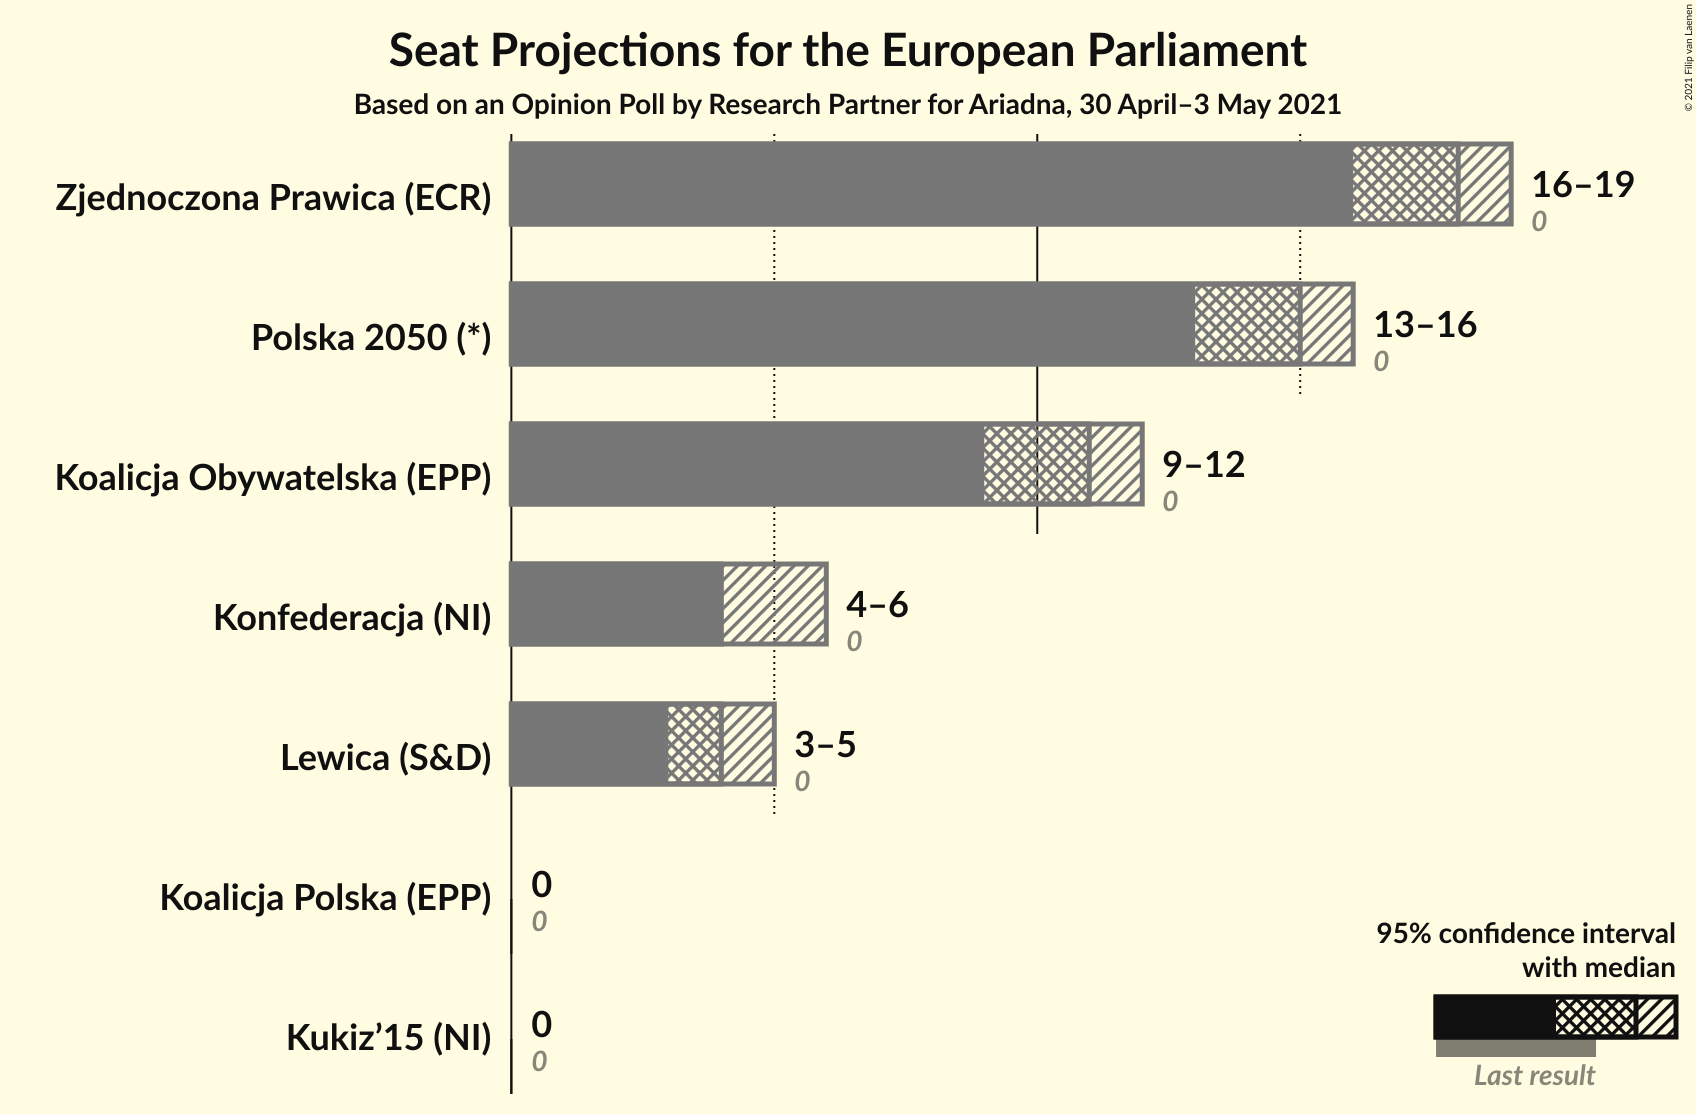 Seat Projections for the European Parliament
Based on an Opinion Poll by Research Partner for Ariadna, 30 April–3 May 2021
© 2021 Filip van Laenen
Zjednoczona Prawica (ECR)
16–19
0
Polska 2050 (*)
13–16
0
Koalicja Obywatelska (EPP)
9–12
0
Konfederacja (NI)
4–6
0
Lewica (S&D)
3–5
0
Koalicja Polska (EPP)
0
0
Kukiz’15 (NI)
0
0
95% confidence interval
with median
Last result